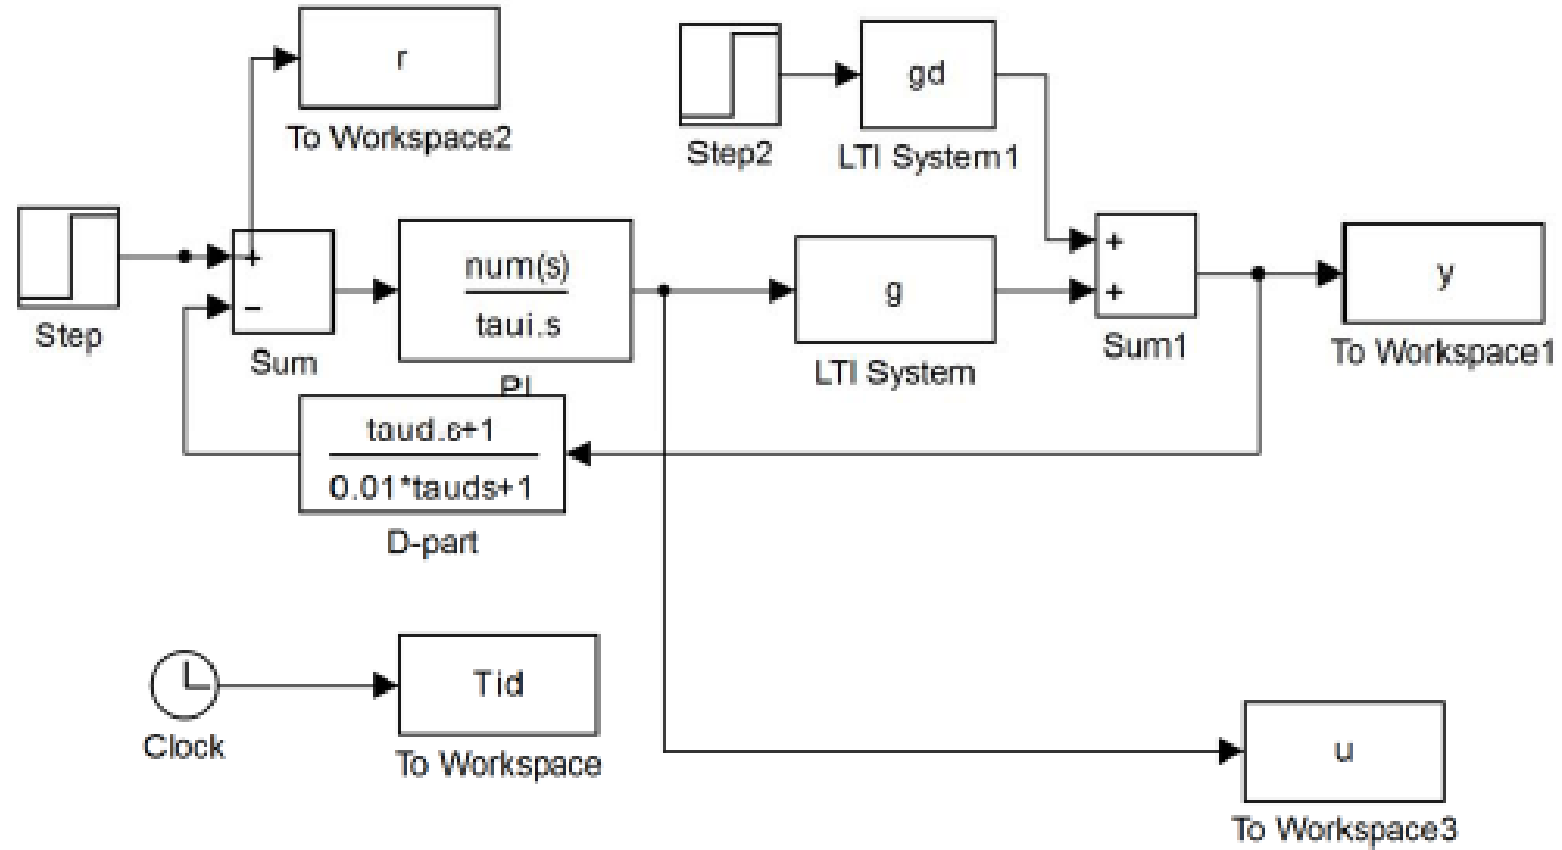 r
To Workspace2
gd
Step2
LTI System1
Step
+
−
Sum
num(s)
taui.s
PI
g
LTI System
+
+
Sum1
y
To Workspace1
taud.s+1
0.01*tauds+1
D-part
Clock
Tid
To Workspace
u
To Workspace3